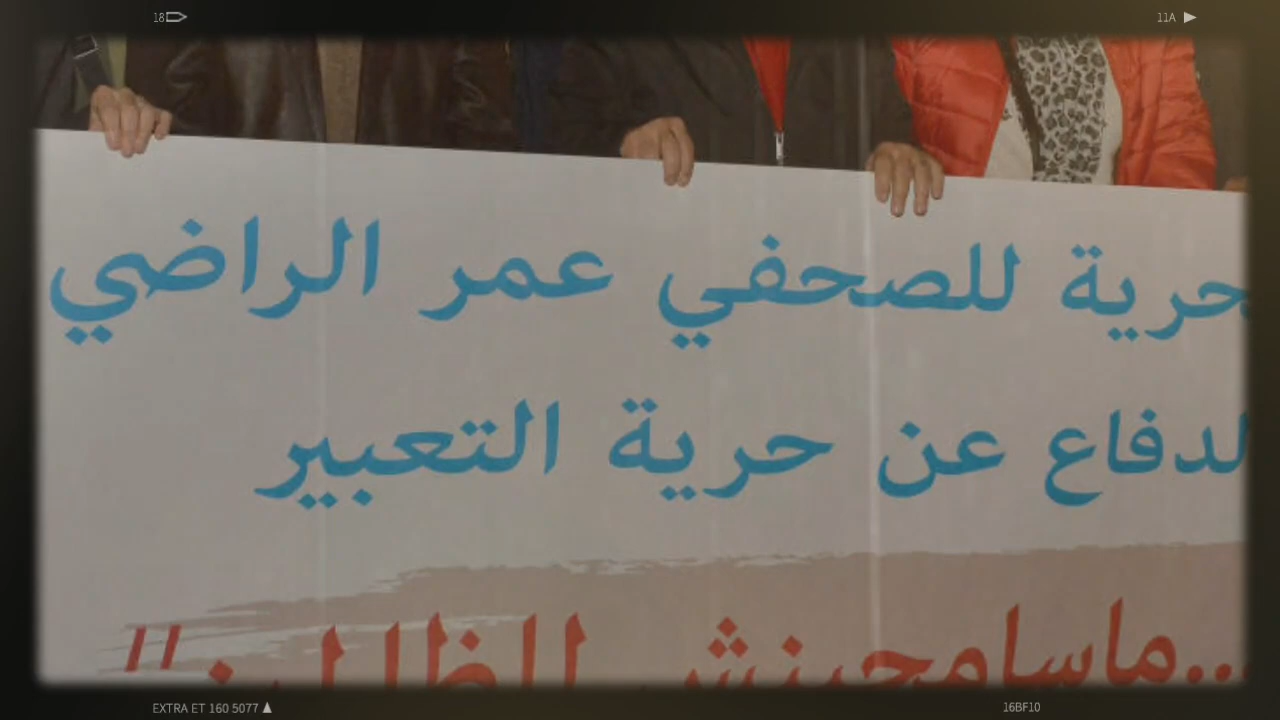 18
11A
حرية للصحفي عمر الراضي
لدفاع عن حرية التعبير
...ماسامحينش
EXTRA ET 160 5077
16BF10